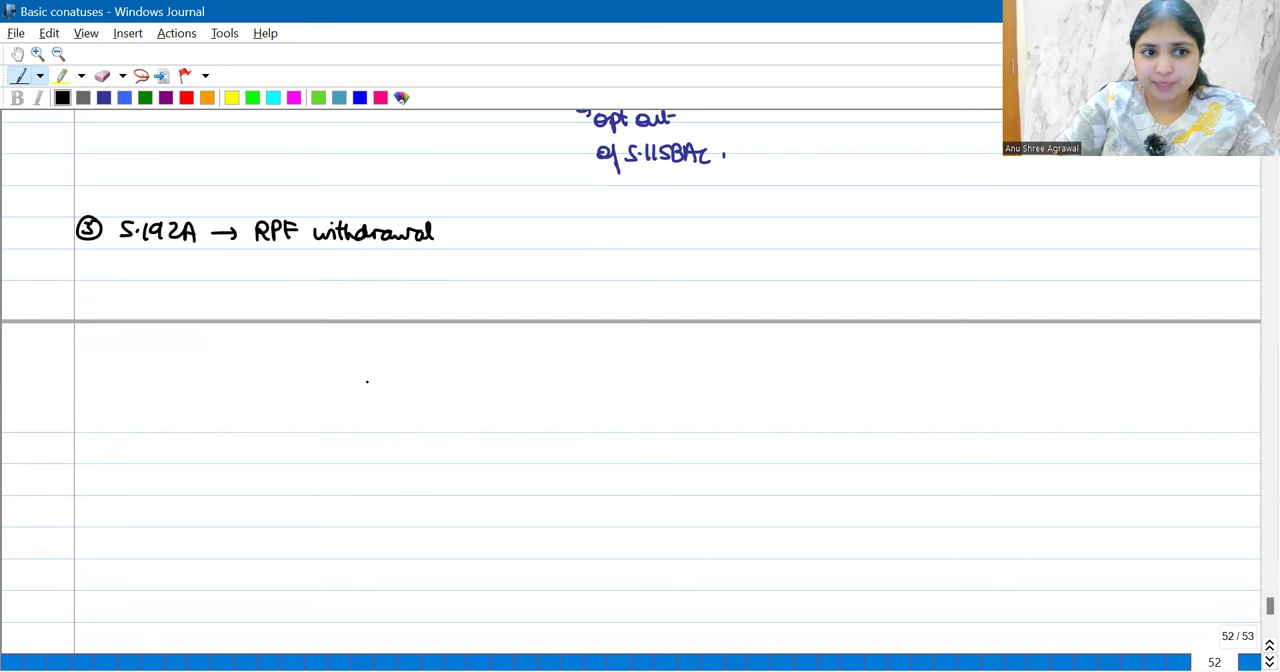 Basic conatuses - Windows Journal
File Edit View Insert Actions Tools Help
B I
Anu Shree Agrawal
opt out
of S.115BAC.
③ S.192A → RPF withdrawal
52 / 53
52